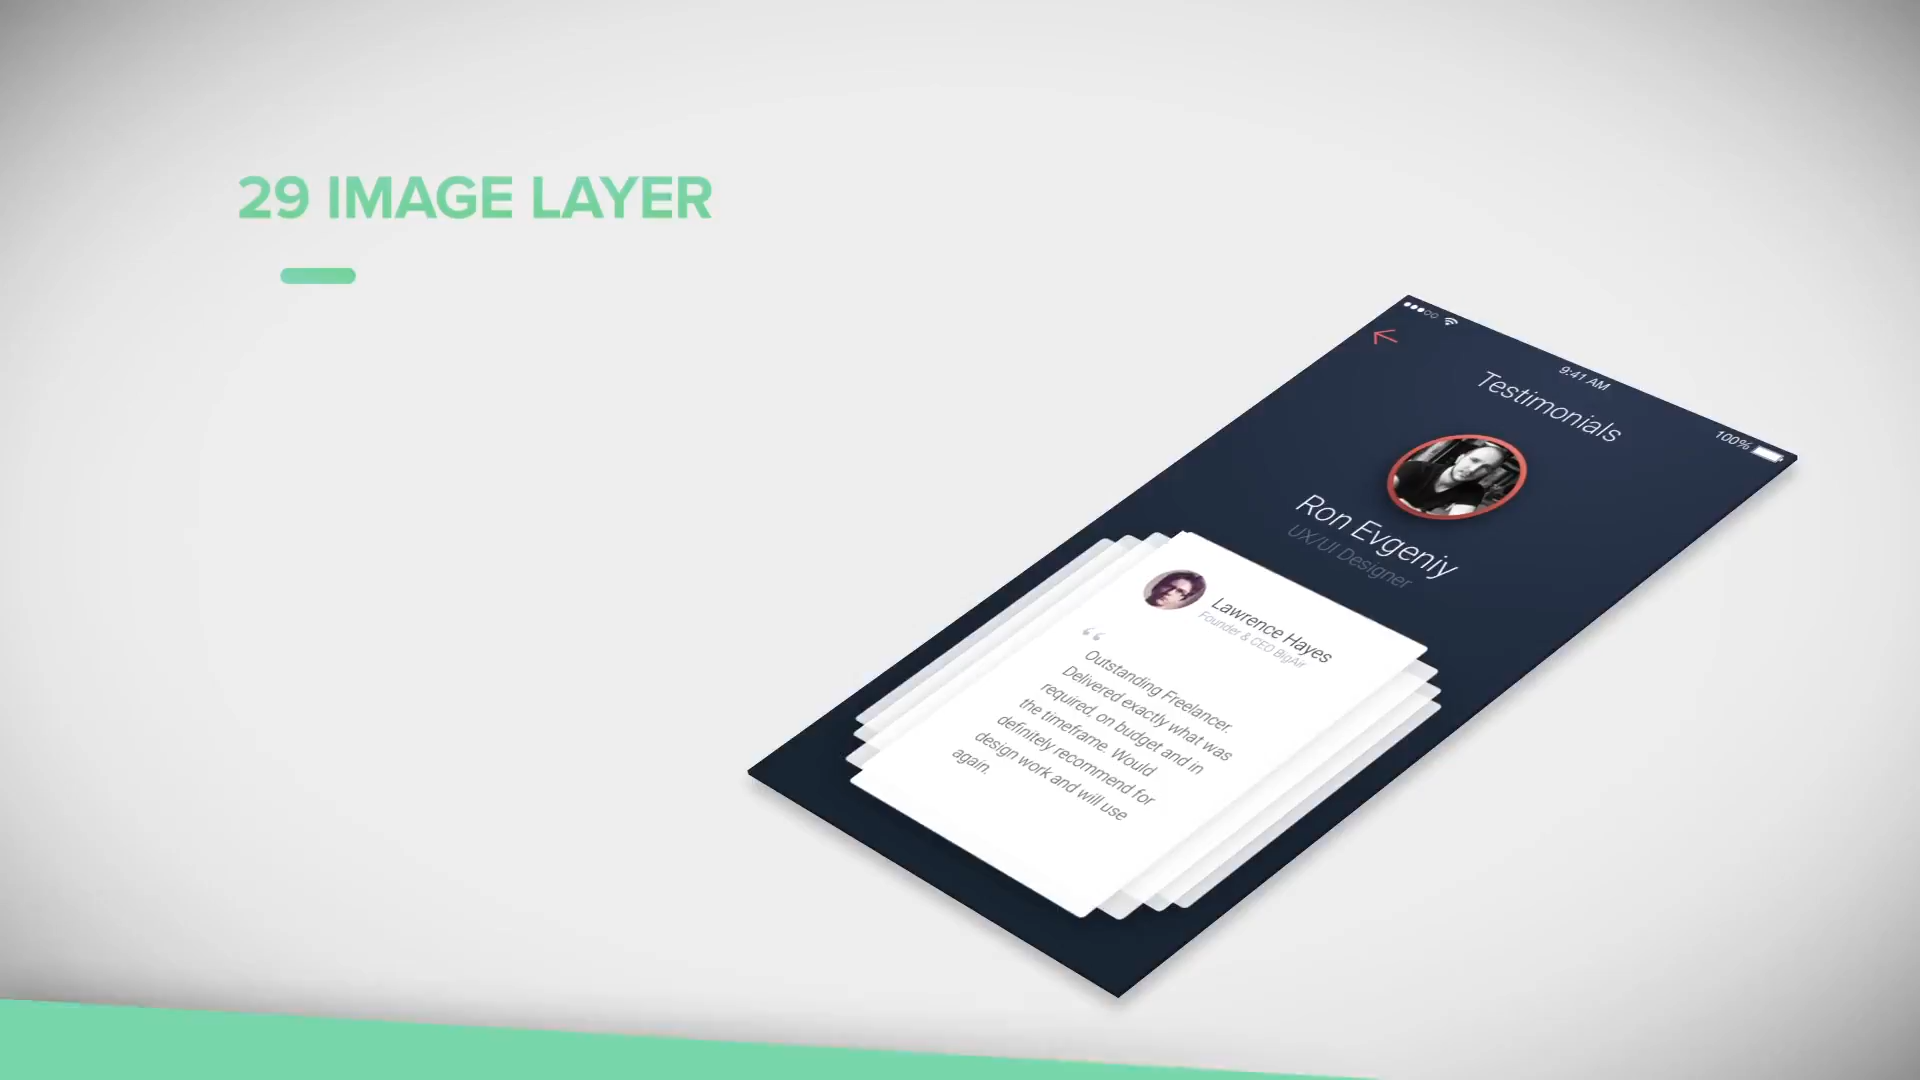 29 IMAGE LAYER
9:41 AM
100%
Testimonials
Ron Evgeniy
UX/UI Designer
Lawrence Hayes
Founder & CEO BigAir
“
Outstanding Freelancer.
Delivered exactly what was
required, on budget and in
the timeframe. Would
definitely recommend for
design work and will use
again.